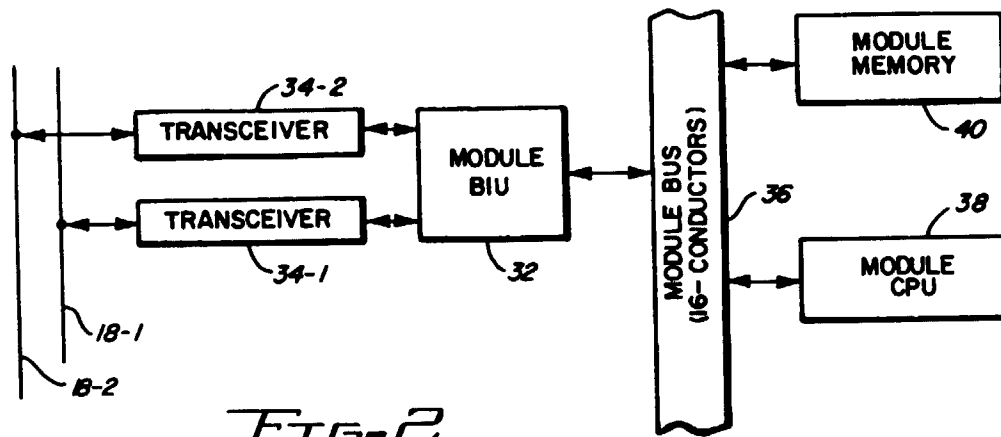 34-2
TRANSCEIVER
TRANSCEIVER
34-1
18-1
18-2
MODULE
BIU
32
MODULE BUS
(16-CONDUCTORS)
36
MODULE
MEMORY
40
38
MODULE
CPU
FIG-2